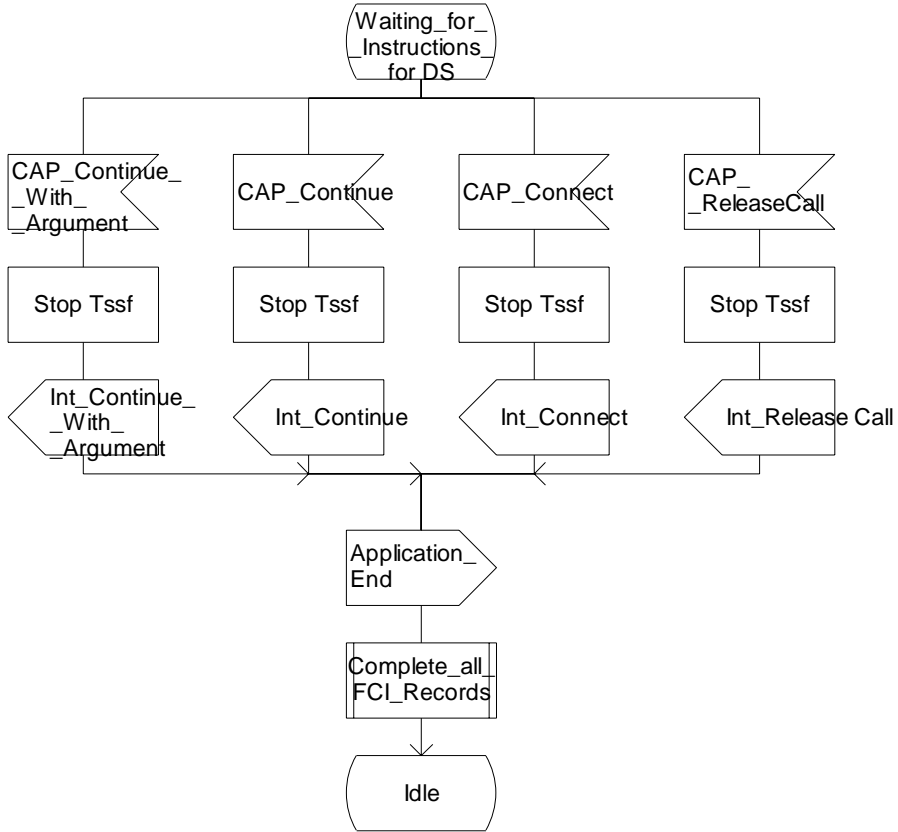 Waiting_for_
_Instructions_
for DS
CAP_Continue_
_With_
_Argument
CAP_Continue
CAP_Connect
CAP_
_ReleaseCall
Stop Tssf
Stop Tssf
Stop Tssf
Stop Tssf
Int_Continue_
_With_
_Argument
Int_Continue
Int_Connect
Int_Release Call
Application_
End
Complete_all_
FCI_Records
Idle